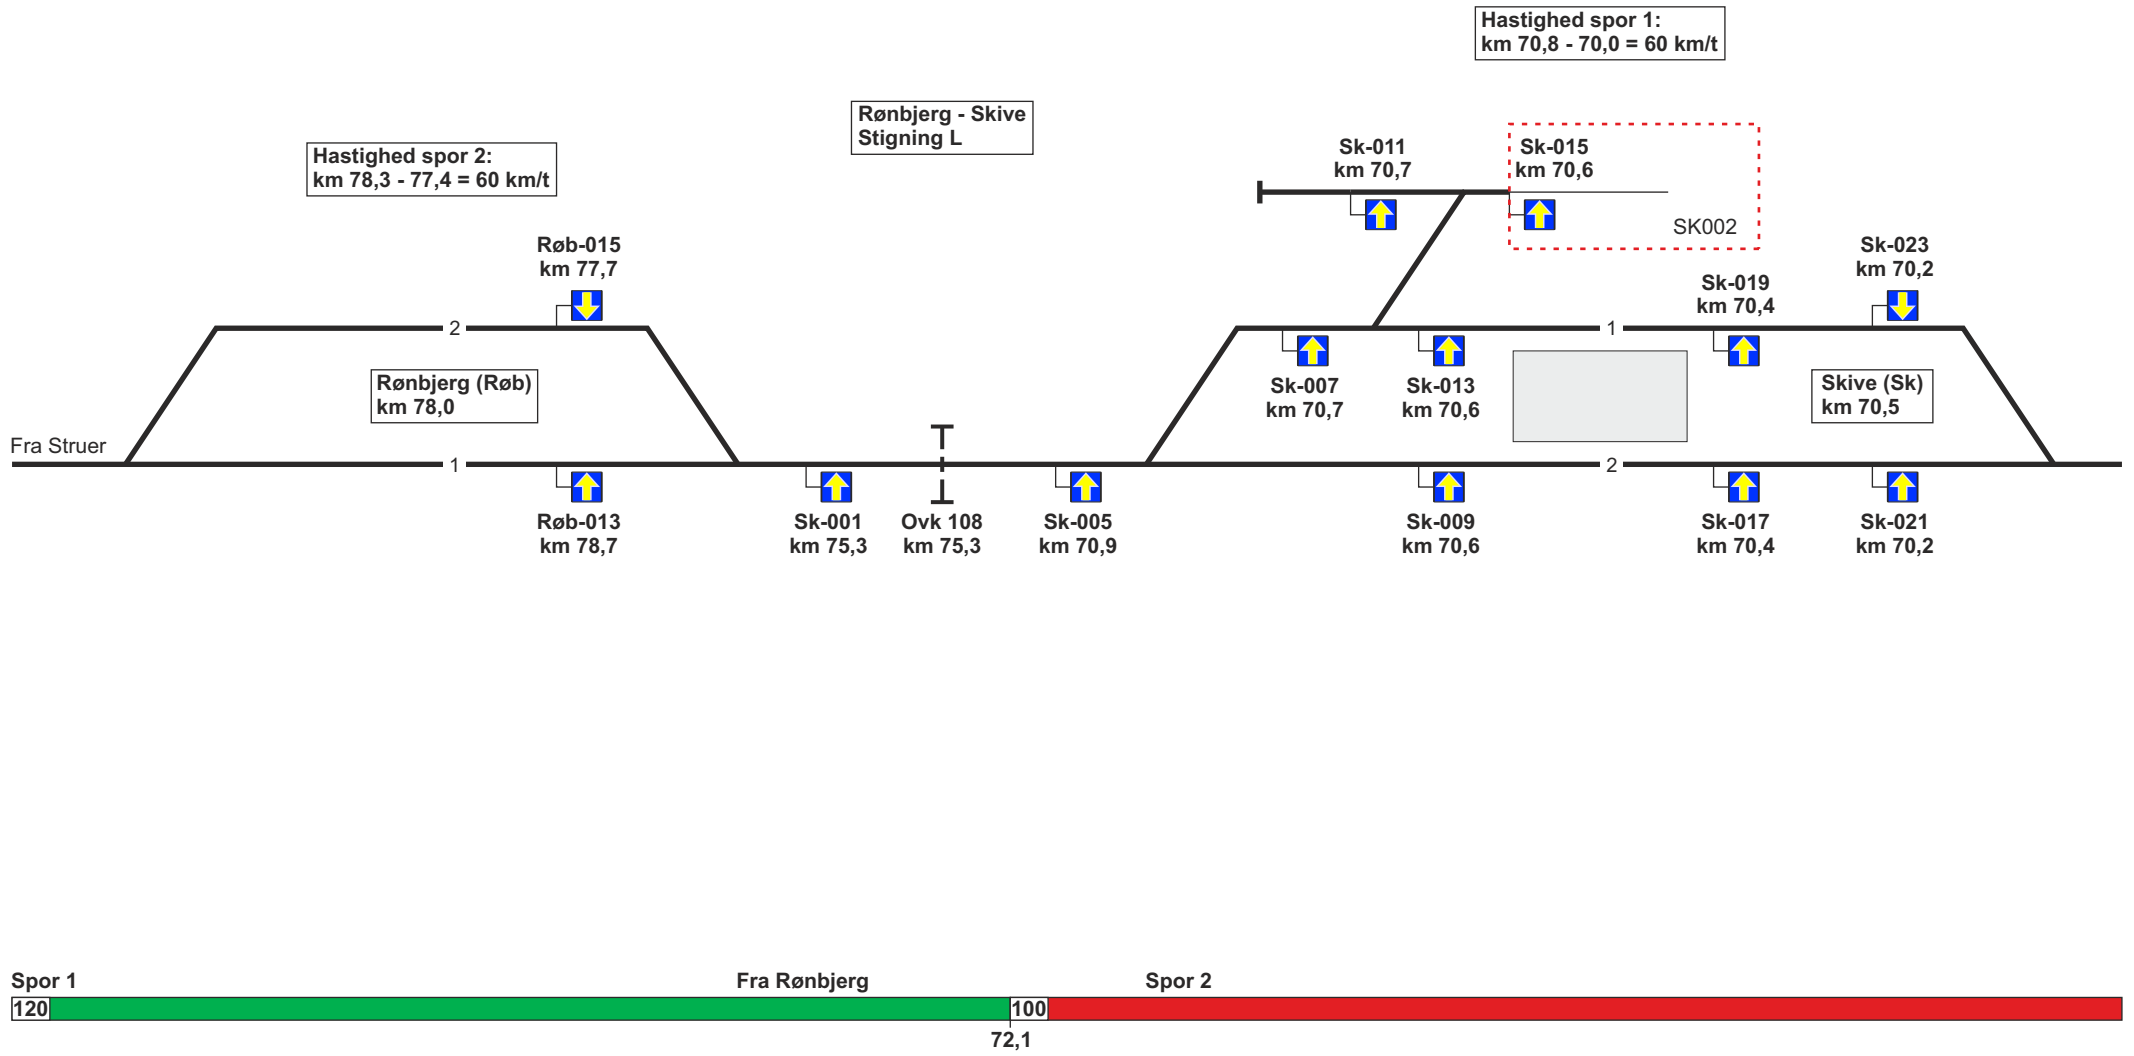 Hastighed spor 1:
km 70,8 - 70,0 = 60 km/t
Rønbjerg - Skive
Stigning L
Hastighed spor 2:
km 78,3 - 77,4 = 60 km/t
Sk-011
km 70,7
Sk-015
km 70,6
SK002
Røb-015
km 77,7
Sk-023
km 70,2
Sk-019
km 70,4
2
1
Rønbjerg (Røb)
km 78,0
Sk-007
km 70,7
Sk-013
km 70,6
Skive (Sk)
km 70,5
Fra Struer
1
2
Røb-013
km 78,7
Sk-001
km 75,3
Ovk 108
km 75,3
Sk-005
km 70,9
Sk-009
km 70,6
Sk-017
km 70,4
Sk-021
km 70,2
Spor 1
Fra Rønbjerg
Spor 2
120
100
72,1